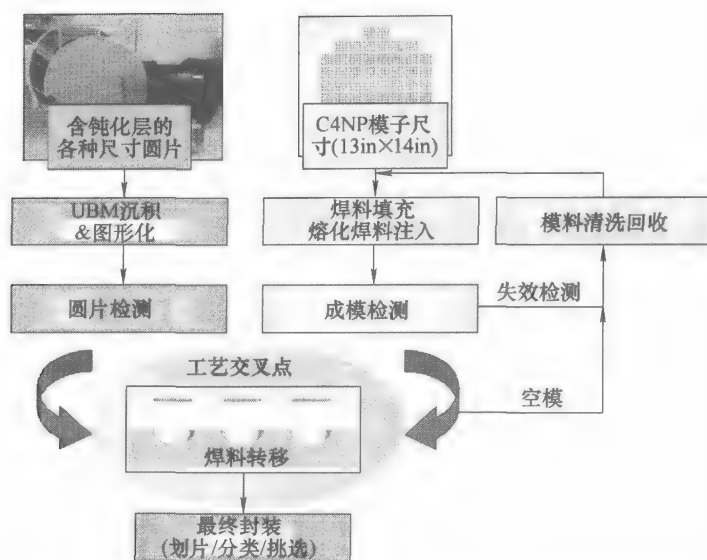 含钝化层的
各种尺寸圆片
C4NP模子尺
寸(13in×14in)
UBM沉积
&图形化
焊料填充
熔化焊料注入
模料清洗回收
圆片检测
成模检测
失效检测
工艺交叉点
空模
焊料转移
最终封装
(划片/分类/挑选)